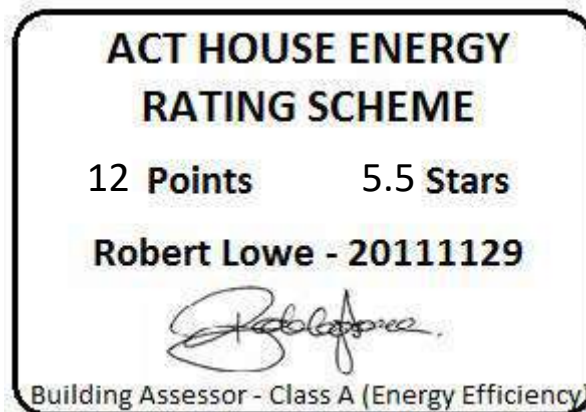 ACT HOUSE ENERGY
RATING SCHEME
12 Points 5.5 Stars
Robert Lowe - 20111129
Building Assessor - Class A (Energy Efficiency)